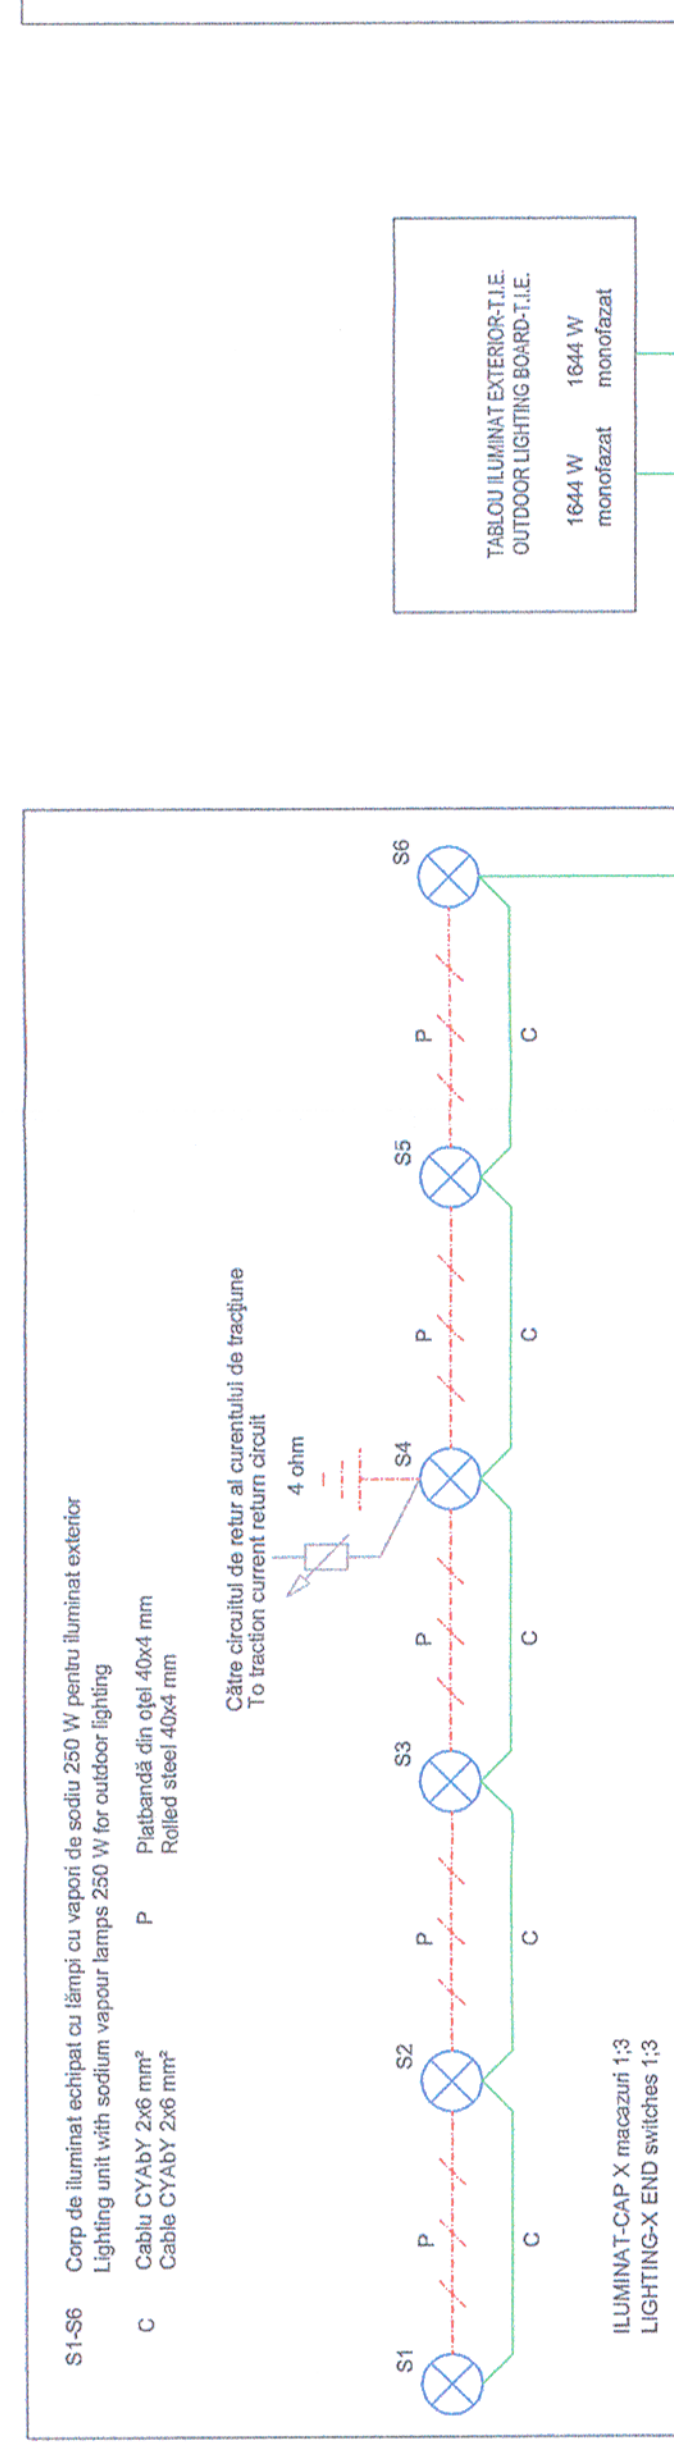 S1-S6 Corp de iluminat echipat cu lămpi cu vapori de sodiu 250 W pentru iluminat exterior
Lighting unit with sodium vapour lamps 250 W for outdoor lighting
C Cablu CYAbY 2x6 mm² P Platbandă din oţel 40x4 mm
Cable CYAbY 2x6 mm² Rolled steel 40x4 mm
Către circuitul de retur al curentului de tracţiune
To traction current return circuit
4 ohm
S1 S2 S3 S4 S5 S6
P P P P P
C C C C C
ILUMINAT-CAP X macazuri 1;3
LIGHTING-X END switches 1;3
TABLOU ILUMINAT EXTERIOR-T.I.E.
OUTDOOR LIGHTING BOARD-T.I.E.
1644 W 1644 W
monofazat monofazat